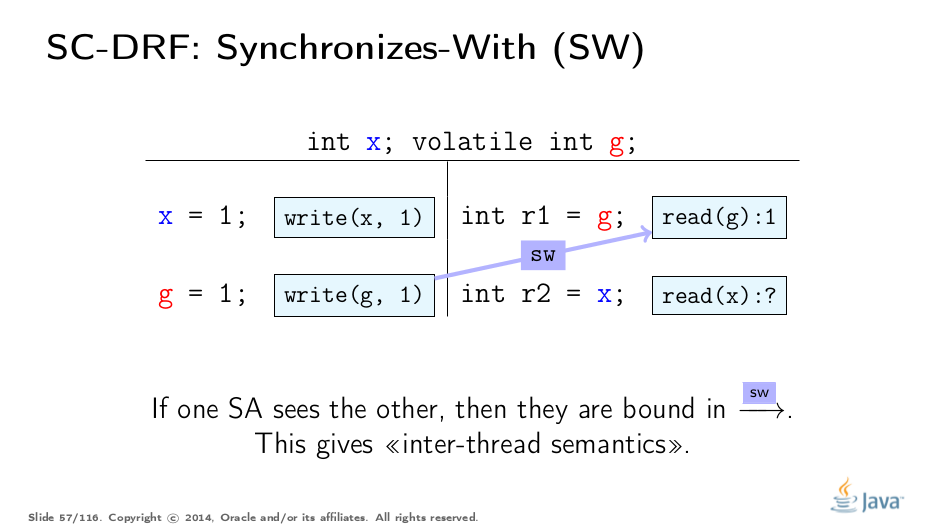 SC-DRF: Synchronizes-With (SW)
int x; volatile int g;
x = 1; write(x, 1) int r1 = g; read(g):1
sw
g = 1; write(g, 1) int r2 = x; read(x):?
sw
If one SA sees the other, then they are bound in ⟶.
This gives «inter-thread semantics».
Java™
Slide 57/116. Copyright © 2014, Oracle and/or its affiliates. All rights reserved.